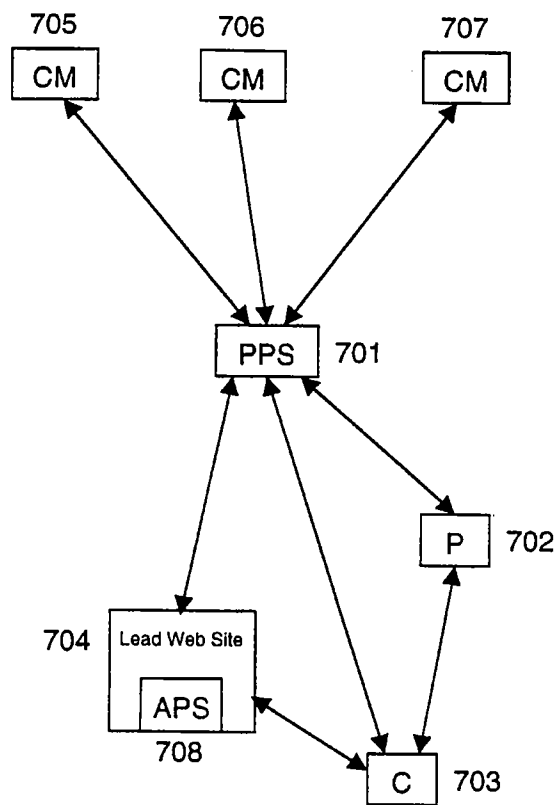 705 706 707
CM CM CM
PPS 701
P 702
704 Lead Web Site
APS
708
C 703